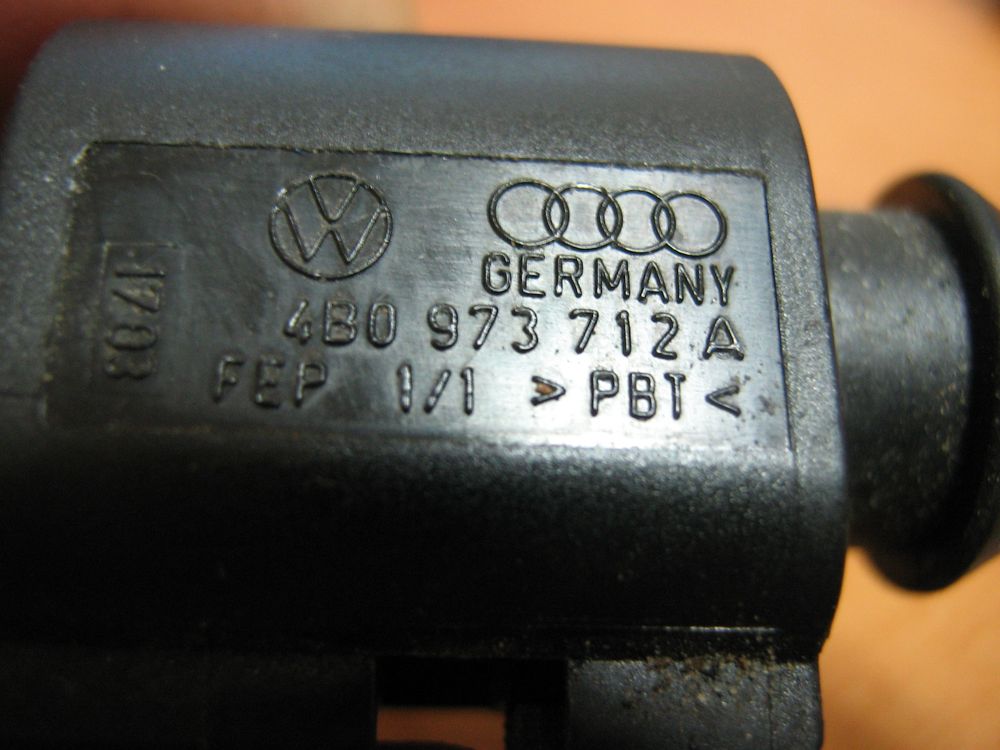 GERMANY
4B0 973 712 A
FEP 1/1 >PBT<